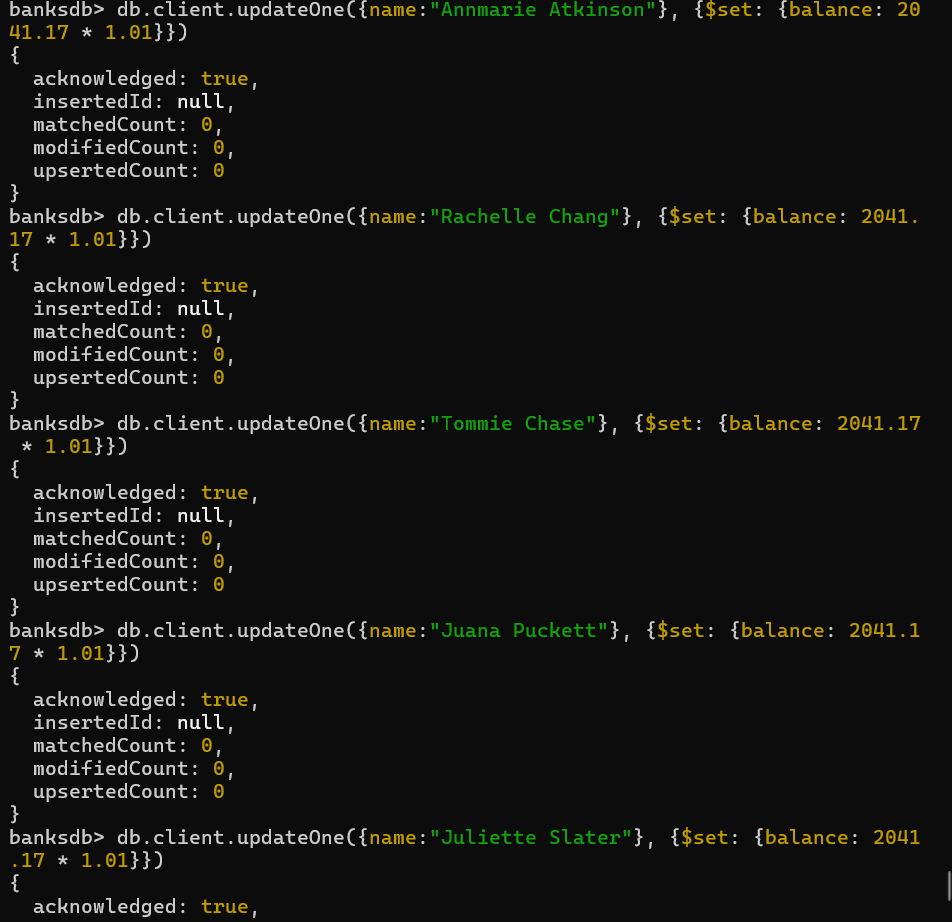 banksdb> db.client.updateOne({name:"Annmarie Atkinson"}, {$set: {balance: 20
41.17 * 1.01}})
{
  acknowledged: true,
  insertedId: null,
  matchedCount: 0,
  modifiedCount: 0,
  upsertedCount: 0
}
banksdb> db.client.updateOne({name:"Rachelle Chang"}, {$set: {balance: 2041.
17 * 1.01}})
{
  acknowledged: true,
  insertedId: null,
  matchedCount: 0,
  modifiedCount: 0,
  upsertedCount: 0
}
banksdb> db.client.updateOne({name:"Tommie Chase"}, {$set: {balance: 2041.17
 * 1.01}})
{
  acknowledged: true,
  insertedId: null,
  matchedCount: 0,
  modifiedCount: 0,
  upsertedCount: 0
}
banksdb> db.client.updateOne({name:"Juana Puckett"}, {$set: {balance: 2041.1
7 * 1.01}})
{
  acknowledged: true,
  insertedId: null,
  matchedCount: 0,
  modifiedCount: 0,
  upsertedCount: 0
}
banksdb> db.client.updateOne({name:"Juliette Slater"}, {$set: {balance: 2041
.17 * 1.01}})
{
  acknowledged: true,